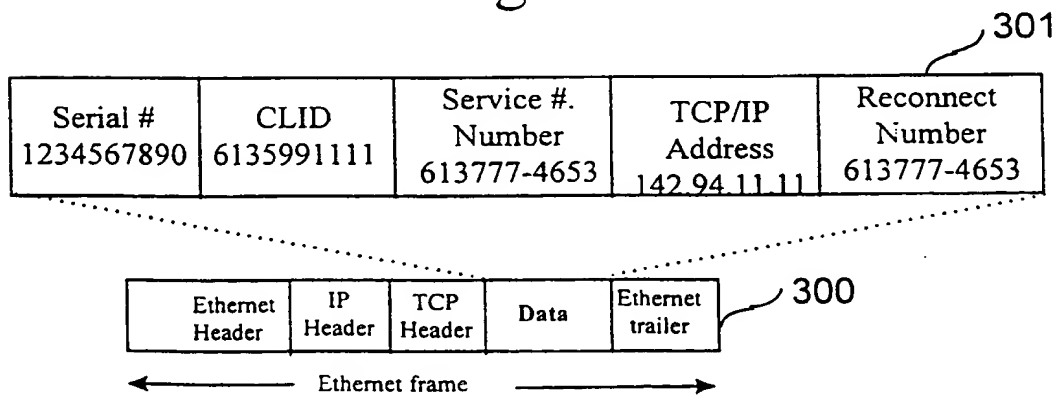 301
Serial #
1234567890
CLID
6135991111
Service #.
Number
613777-4653
TCP/IP
Address
142.94.11.11
Reconnect
Number
613777-4653
Ethernet
Header
IP
Header
TCP
Header
Data
Ethernet
trailer
300
Ethernet frame